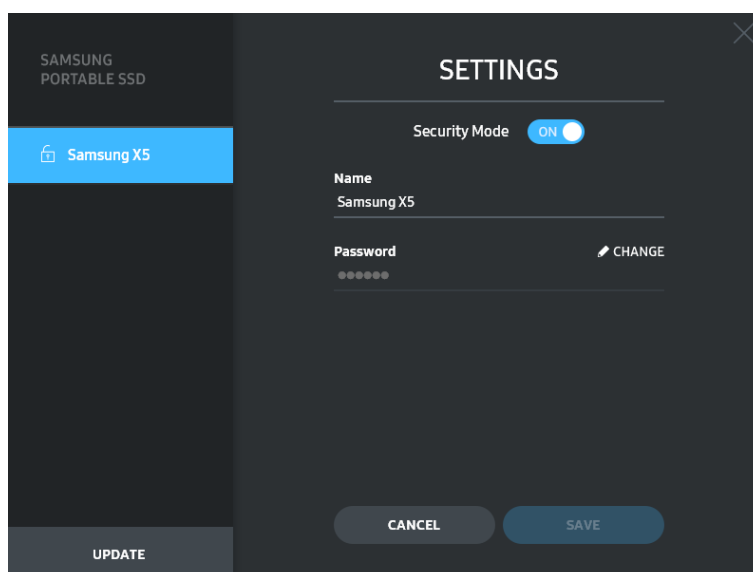 SAMSUNG
PORTABLE SSD
Samsung X5
UPDATE
SETTINGS
Security Mode ON
Name
Samsung X5
Password CHANGE
●●●●●●
CANCEL SAVE